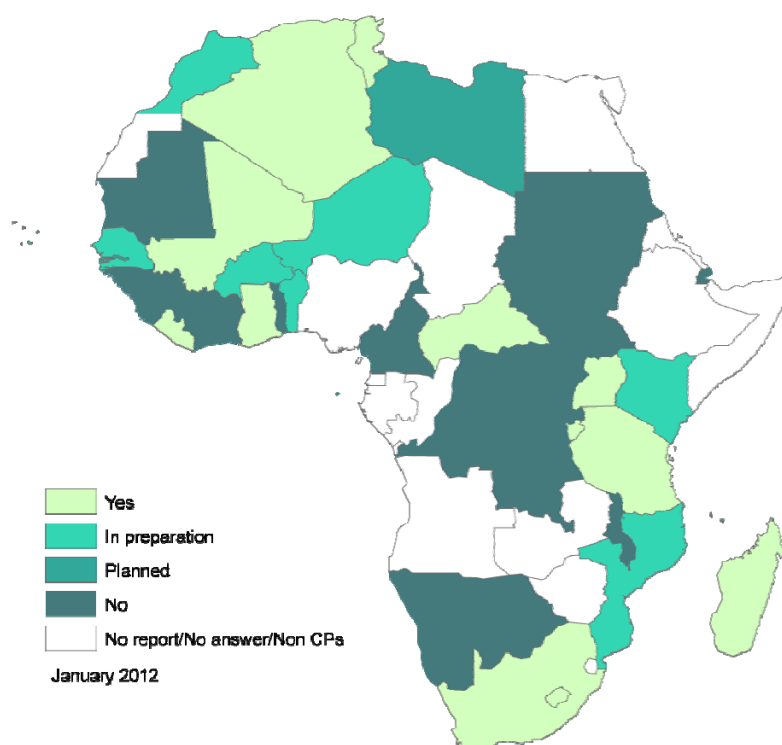 Yes
In preparation
Planned
No
No report/No answer/Non CPs
January 2012